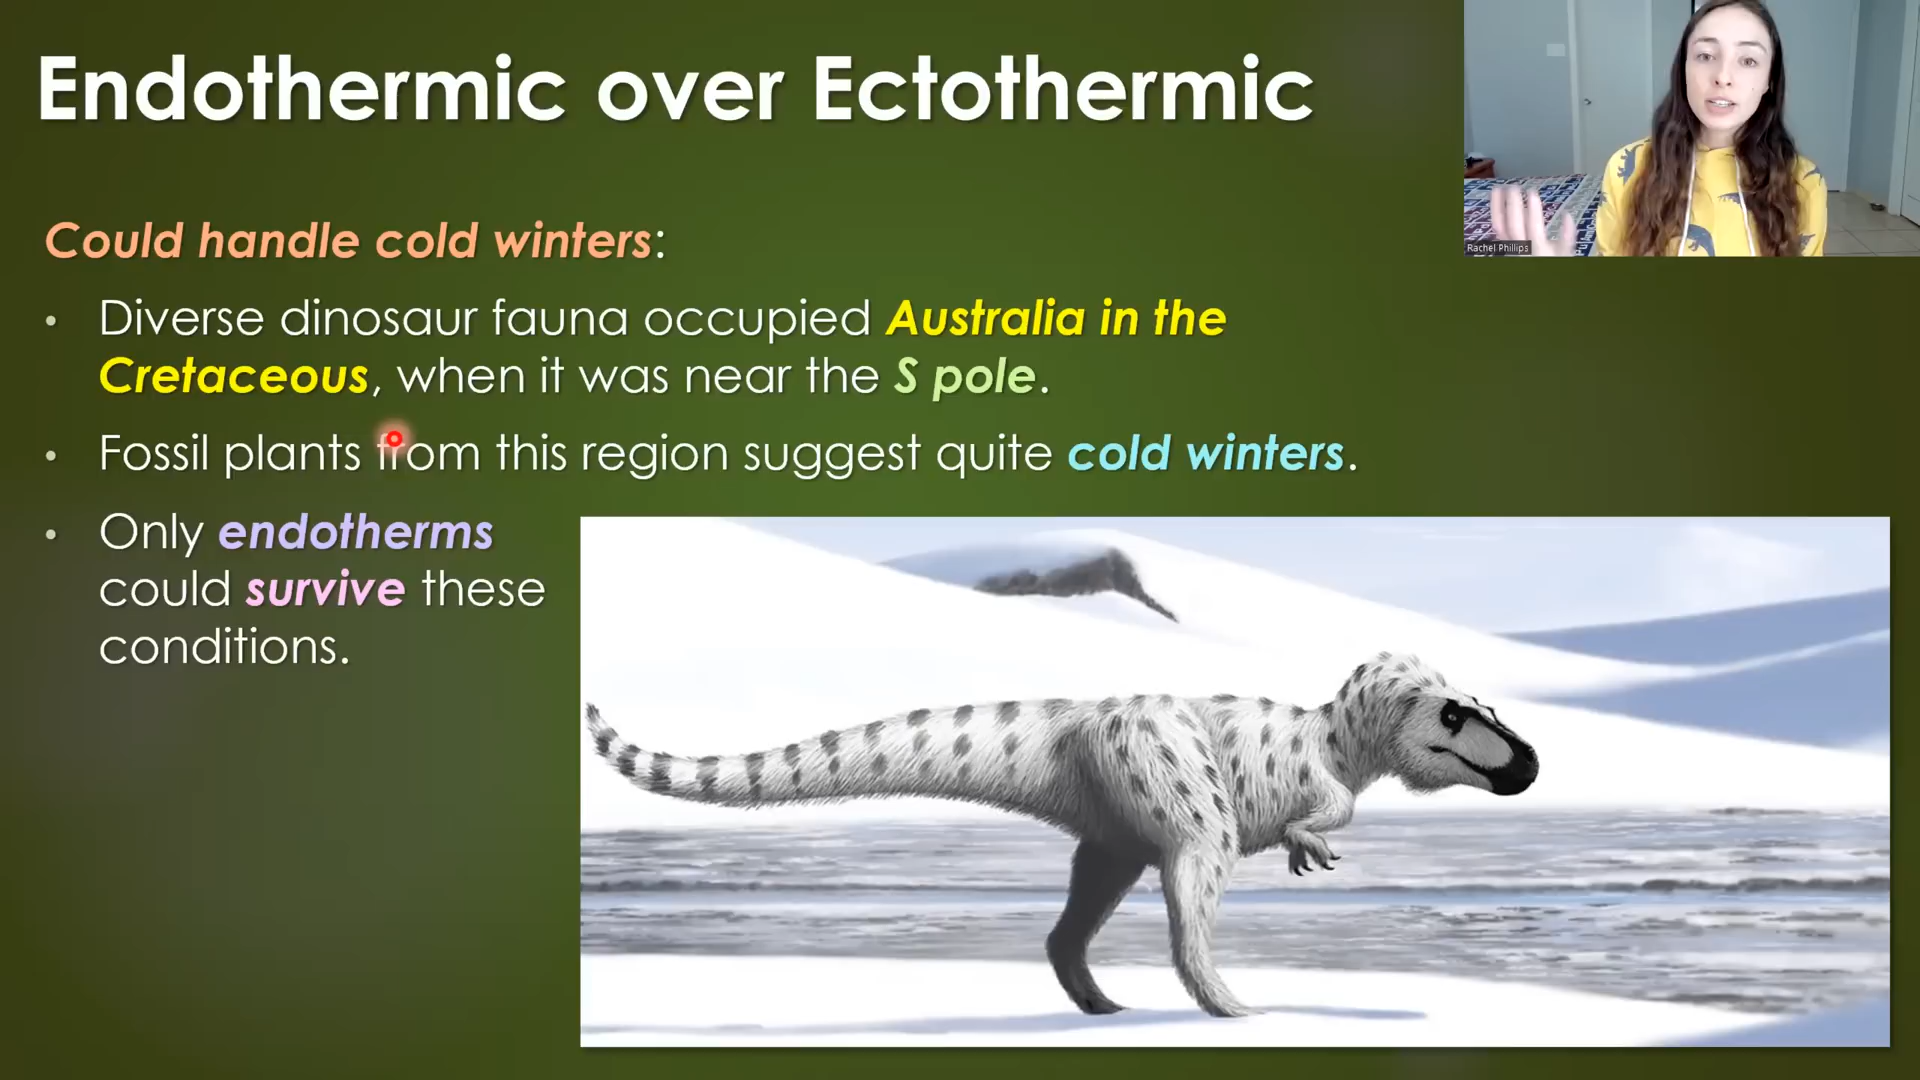 Endothermic over Ectothermic
Rachel Phillips
Could handle cold winters:
• Diverse dinosaur fauna occupied Australia in the
Cretaceous, when it was near the S pole.
• Fossil plants from this region suggest quite cold winters.
• Only endotherms
could survive these
conditions.